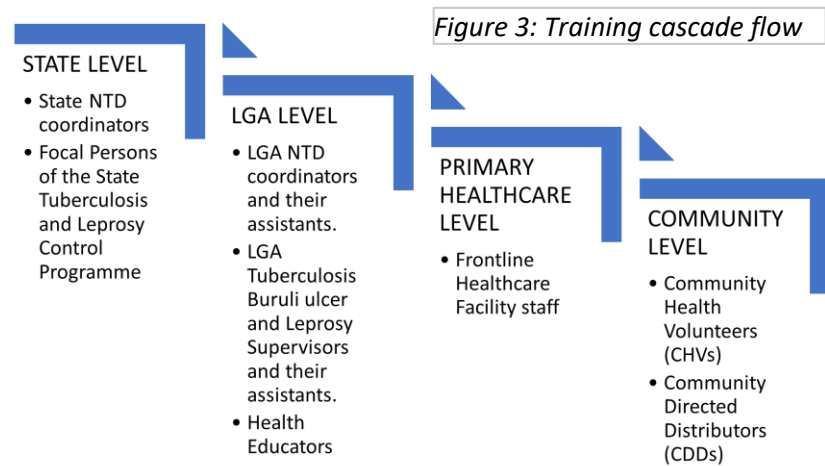 Figure 3: Training cascade flow
STATE LEVEL
• State NTD
coordinators
• Focal Persons
of the State
Tuberculosis
and Leprosy
Control
Programme
LGA LEVEL
• LGA NTD
coordinators
and their
assistants.
• LGA
Tuberculosis
Buruli ulcer
and Leprosy
Supervisors
and their
assistants.
• Health
Educators
PRIMARY
HEALTHCARE
LEVEL
• Frontline
Healthcare
Facility staff
COMMUNITY
LEVEL
• Community
Health
Volunteers
(CHVs)
• Community
Directed
Distributors
(CDDs)